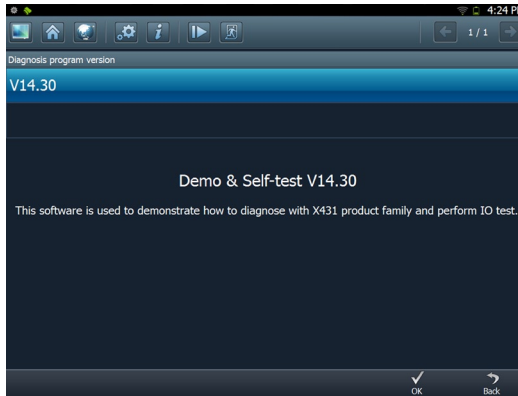 4:24 P
1 / 1
Diagnosis program version
V14.30
Demo & Self-test V14.30
This software is used to demonstrate how to diagnose with X431 product family and perform IO test.
OK
Back